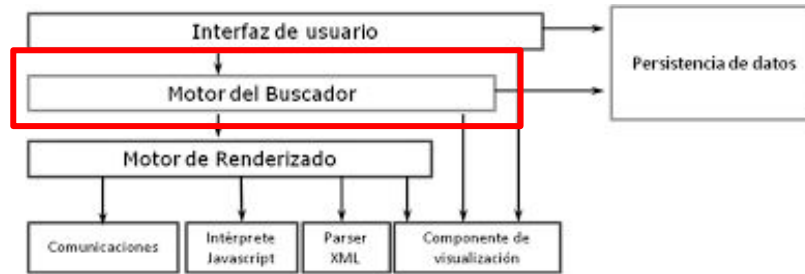 Interfaz de usuario
Persistencia de datos
Motor del Buscador
Motor de Renderizado
Comunicaciones
Intérprete
Javascript
Parser
XML
Componente de
visualización